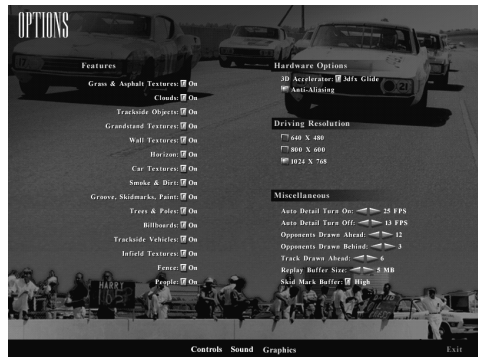 OPTIONS
Features
Grass & Asphalt Textures: On
Clouds: On
Trackside Objects: On
Grandstand Textures: On
Wall Textures: On
Horizon: On
Car Textures: On
Smoke & Dirt: On
Groove, Skidmarks, Paint: On
Trees & Poles: On
Billboards: On
Trackside Vehicles: On
Infield Textures: On
Fence: On
People: On
Hardware Options
3D Accelerator: 3dfx Glide
Anti-Aliasing
Driving Resolution
640 X 480
800 X 600
1024 X 768
Miscellaneous
Auto Detail Turn On: 25 FPS
Auto Detail Turn Off: 13 FPS
Opponents Drawn Ahead: 12
Opponents Drawn Behind: 3
Track Drawn Ahead: 6
Replay Buffer Size: 5 MB
Skid Mark Buffer: High
17
21
HARRY
Controls Sound Graphics Exit